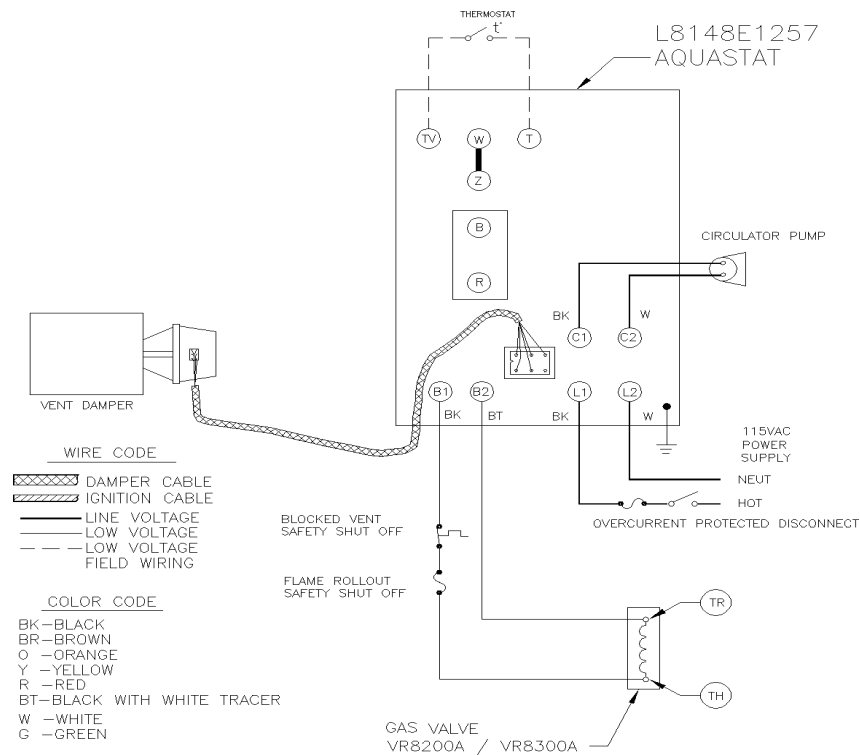 THERMOSTAT
t°
L8148E1257
AQUASTAT
TV
W
T
Z
B
R
CIRCULATOR PUMP
BK
W
C1
C2
VENT DAMPER
B1
B2
L1
L2
BK
BT
BK
W
115VAC
POWER
SUPPLY
NEUT
HOT
OVERCURRENT PROTECTED DISCONNECT
WIRE CODE
DAMPER CABLE
IGNITION CABLE
LINE VOLTAGE
LOW VOLTAGE
LOW VOLTAGE
FIELD WIRING
BLOCKED VENT
SAFETY SHUT OFF
FLAME ROLLOUT
SAFETY SHUT OFF
COLOR CODE
BK-BLACK
BR-BROWN
O -ORANGE
Y -YELLOW
R -RED
BT-BLACK WITH WHITE TRACER
W -WHITE
G -GREEN
TR
TH
GAS VALVE
VR8200A / VR8300A